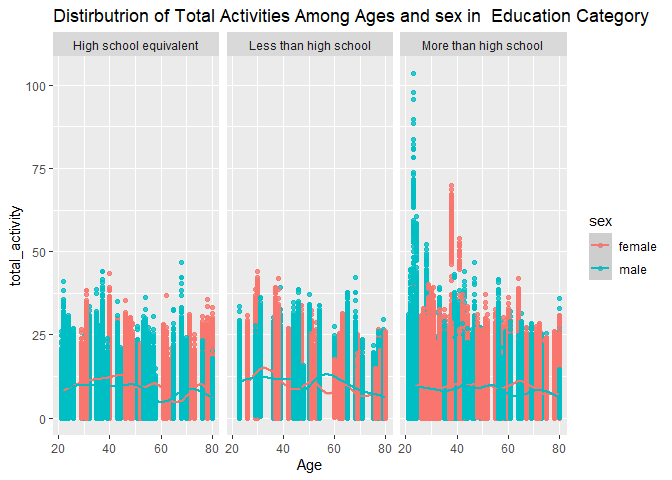 Distirbutrion of Total Activities Among Ages and sex in  Education Category
High school equivalent
Less than high school
More than high school
100
75
50
25
0
total_activity
20 40 60 80
20 40 60 80
20 40 60 80
Age
sex
female
male